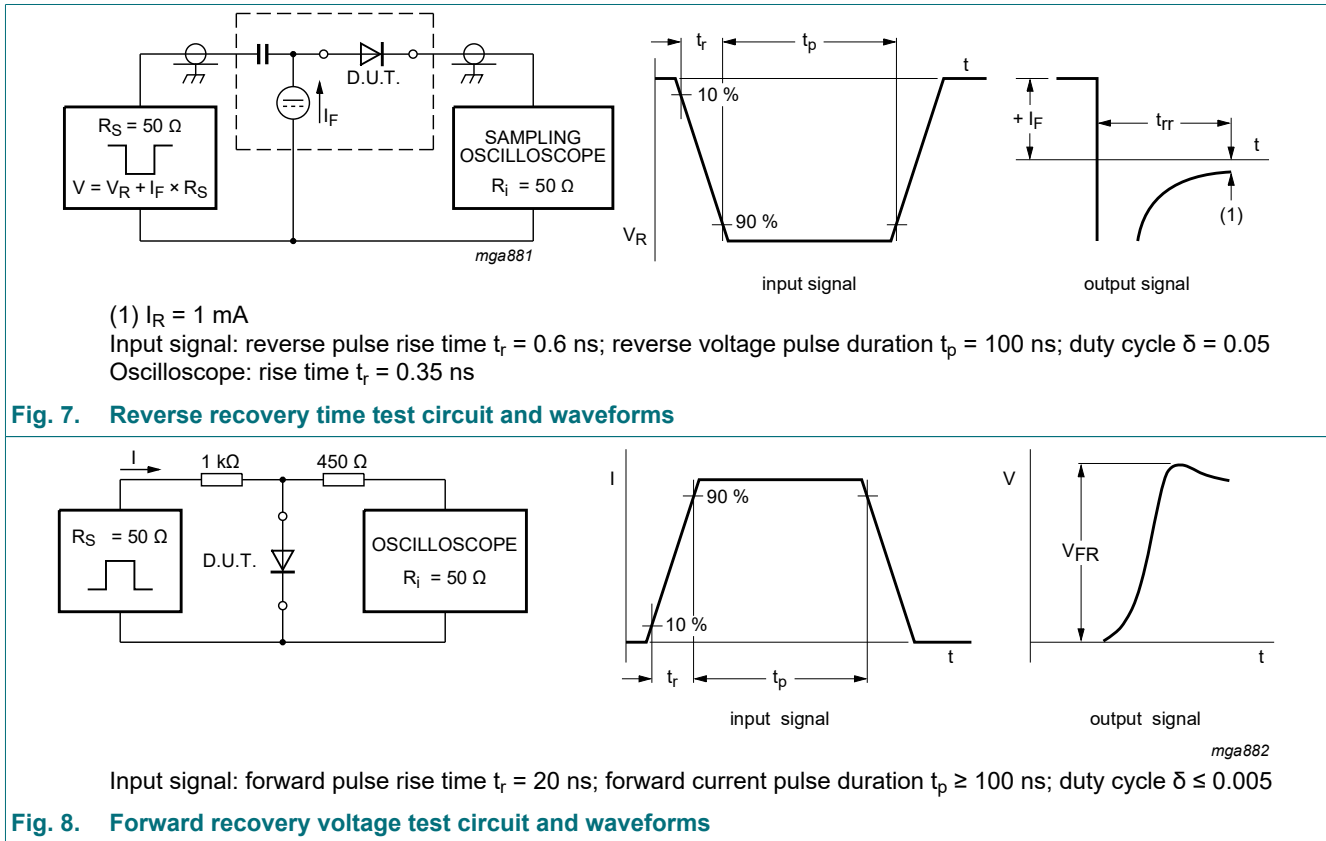 R_S = 50 Ω
V = V_R + I_F × R_S
I_F
D.U.T.
SAMPLING
OSCILLOSCOPE
R_i = 50 Ω
mga881
t_r
t_p
t
10 %
90 %
V_R
input signal
+ I_F
t_rr
t
(1)
output signal
(1) I_R = 1 mA
Input signal: reverse pulse rise time t_r = 0.6 ns; reverse voltage pulse duration t_p = 100 ns; duty cycle δ = 0.05
Oscilloscope: rise time t_r = 0.35 ns
Fig. 7. Reverse recovery time test circuit and waveforms
I
1 kΩ
450 Ω
R_S = 50 Ω
D.U.T.
OSCILLOSCOPE
R_i = 50 Ω
I
90 %
10 %
t
t_r
t_p
input signal
V
V_FR
t
output signal
mga882
Input signal: forward pulse rise time t_r = 20 ns; forward current pulse duration t_p ≥ 100 ns; duty cycle δ ≤ 0.005
Fig. 8. Forward recovery voltage test circuit and waveforms